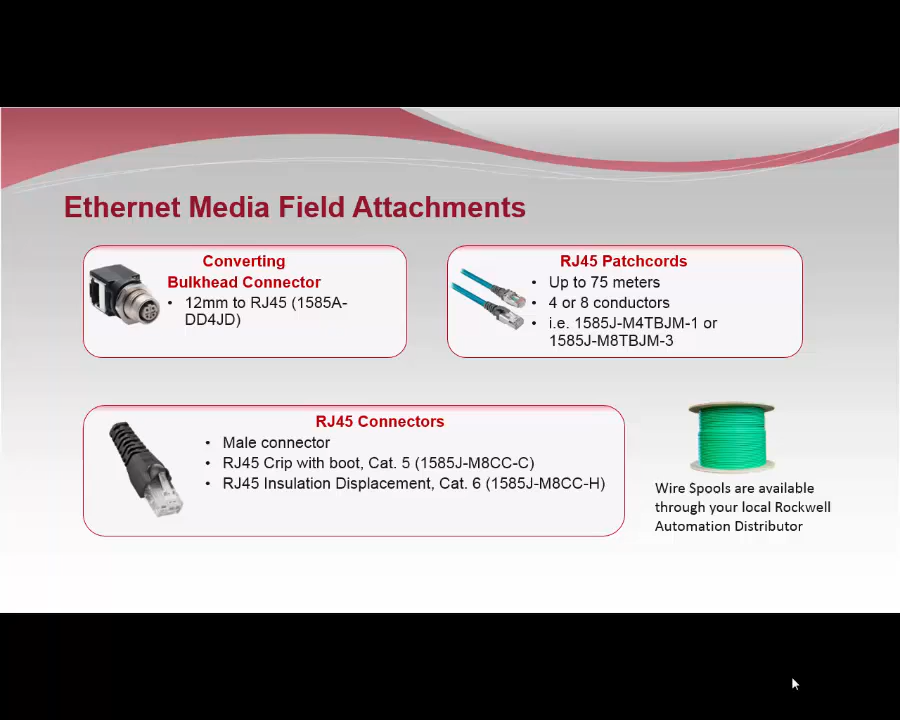 Ethernet Media Field Attachments
Converting
Bulkhead Connector
• 12mm to RJ45 (1585A-
DD4JD)
RJ45 Patchcords
• Up to 75 meters
• 4 or 8 conductors
• i.e. 1585J-M4TBJM-1 or
1585J-M8TBJM-3
RJ45 Connectors
• Male connector
• RJ45 Crip with boot, Cat. 5 (1585J-M8CC-C)
• RJ45 Insulation Displacement, Cat. 6 (1585J-M8CC-H)
Wire Spools are available
through your local Rockwell
Automation Distributor